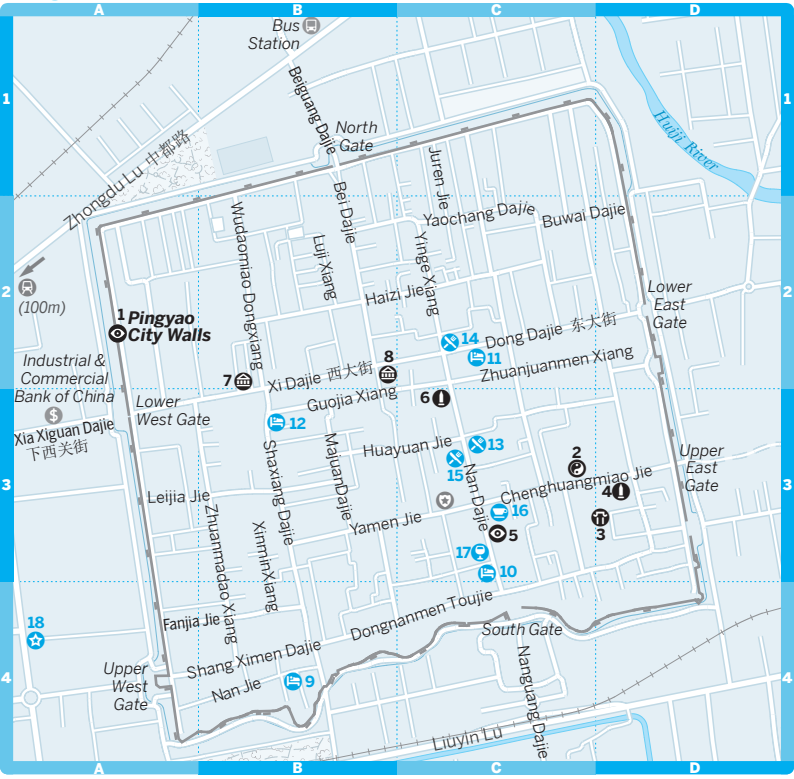 A
B
C
D
Bus
Station
Beiguang Dajie
1
1
North
Gate
Huiji River
Zhongdu Lu 中都路
Juren Jie
Bei Dajie
Yaochang Dajie
Buwai Dajie
Wudaomiao Dongxiang
Luji Xiang
Yinge Xiang
2
2
(100m)
Haizi Jie
Lower
East
Gate
1 Pingyao
City Walls
14
Dong Dajie 东大街
11
Zhuanjuanmen Xiang
Industrial &
Commercial
Bank of China
$
8
7
Xi Dajie 西大街
Guojia Xiang
6
Lower
West Gate
12
Xia Xiguan Dajie
下西关街
Huayuan Jie
13
15
2
Upper
East
Gate
Shaxiang Dajie
MajuanDajie
Nan Dajie
3
3
Leijia Jie
Chenghuangmiao Jie
4
Zhuanmadao Xiang
XinminXiang
Yamen Jie
16
5
3
17
10
Fanjia Jie
Dongnanmen Toujie
18
South Gate
Shang Ximen Dajie
Upper
West
Gate
Nan Jie
9
Nanguang Dajie
4
4
Liuyin Lu
A
B
C
D